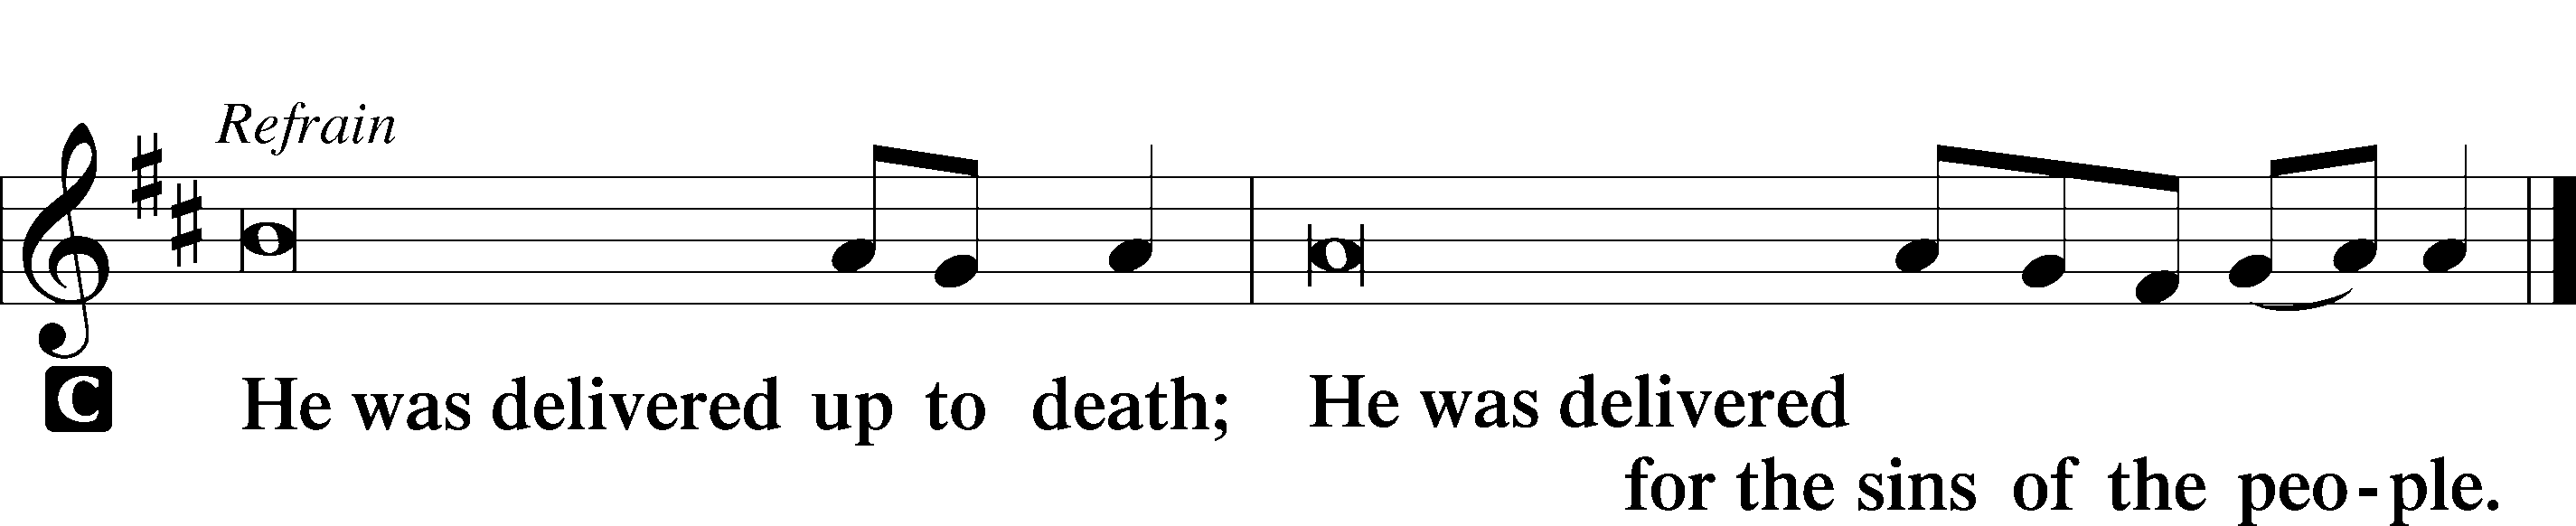 Refrain
C He was delivered up to death; He was delivered
for the sins of the peo-ple.